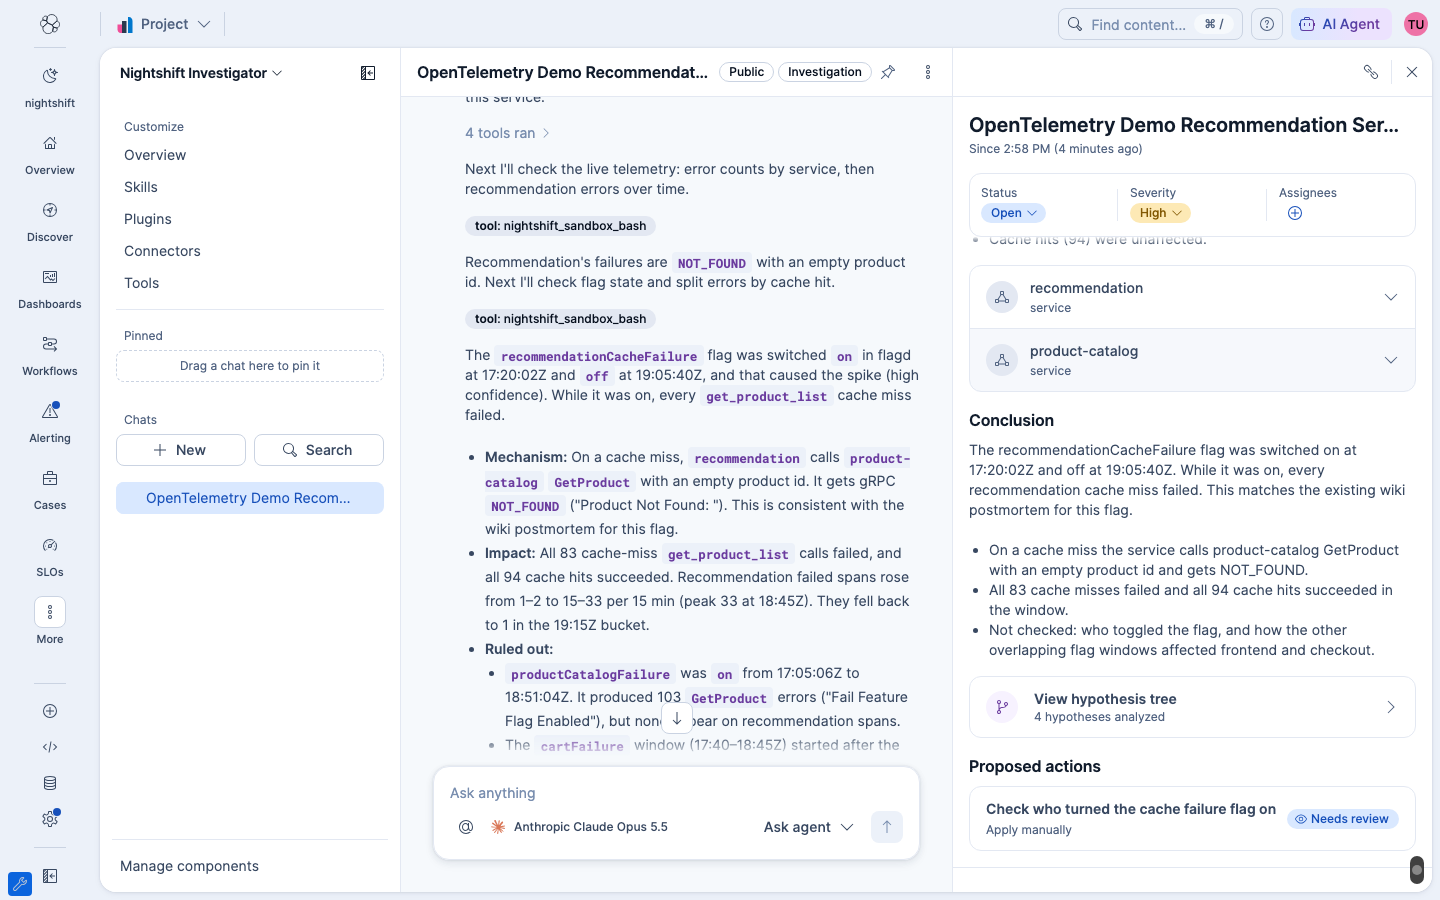 Project
Find content...
⌘ /
AI Agent
TU
nightshift
Overview
Discover
Dashboards
Workflows
Alerting
Cases
SLOs
More
Nightshift Investigator
Customize
Overview
Skills
Plugins
Connectors
Tools
Pinned
Drag a chat here to pin it
Chats
New
Search
OpenTelemetry Demo Recom...
Manage components
OpenTelemetry Demo Recommendat...
Public
Investigation
this service.
4 tools ran
Next I'll check the live telemetry: error counts by service, then
recommendation errors over time.
tool: nightshift_sandbox_bash
Recommendation's failures are NOT_FOUND with an empty product
id. Next I'll check flag state and split errors by cache hit.
tool: nightshift_sandbox_bash
The recommendationCacheFailure flag was switched on in flagd
at 17:20:02Z and off at 19:05:40Z, and that caused the spike (high
confidence). While it was on, every get_product_list cache miss
failed.
• Mechanism: On a cache miss, recommendation calls product-
catalog GetProduct with an empty product id. It gets gRPC
NOT_FOUND ("Product Not Found: "). This is consistent with the
wiki postmortem for this flag.
• Impact: All 83 cache-miss get_product_list calls failed, and
all 94 cache hits succeeded. Recommendation failed spans rose
from 1–2 to 15–33 per 15 min (peak 33 at 18:45Z). They fell back
to 1 in the 19:15Z bucket.
• Ruled out:
• productCatalogFailure was on from 17:05:06Z to
18:51:04Z. It produced 103 GetProduct errors ("Fail Feature
Flag Enabled"), but none pear on recommendation spans.
• The cartFailure window (17:40–18:45Z) started after the
Ask anything
Anthropic Claude Opus 5.5
Ask agent
OpenTelemetry Demo Recommendation Ser...
Since 2:58 PM (4 minutes ago)
Status
Open
Severity
High
Assignees
• Cache hits (94) were unaffected.
recommendation
service
product-catalog
service
Conclusion
The recommendationCacheFailure flag was switched on at
17:20:02Z and off at 19:05:40Z. While it was on, every
recommendation cache miss failed. This matches the existing wiki
postmortem for this flag.
• On a cache miss the service calls product-catalog GetProduct
with an empty product id and gets NOT_FOUND.
• All 83 cache misses failed and all 94 cache hits succeeded in
the window.
• Not checked: who toggled the flag, and how the other
overlapping flag windows affected frontend and checkout.
View hypothesis tree
4 hypotheses analyzed
Proposed actions
Check who turned the cache failure flag on
Apply manually
Needs review